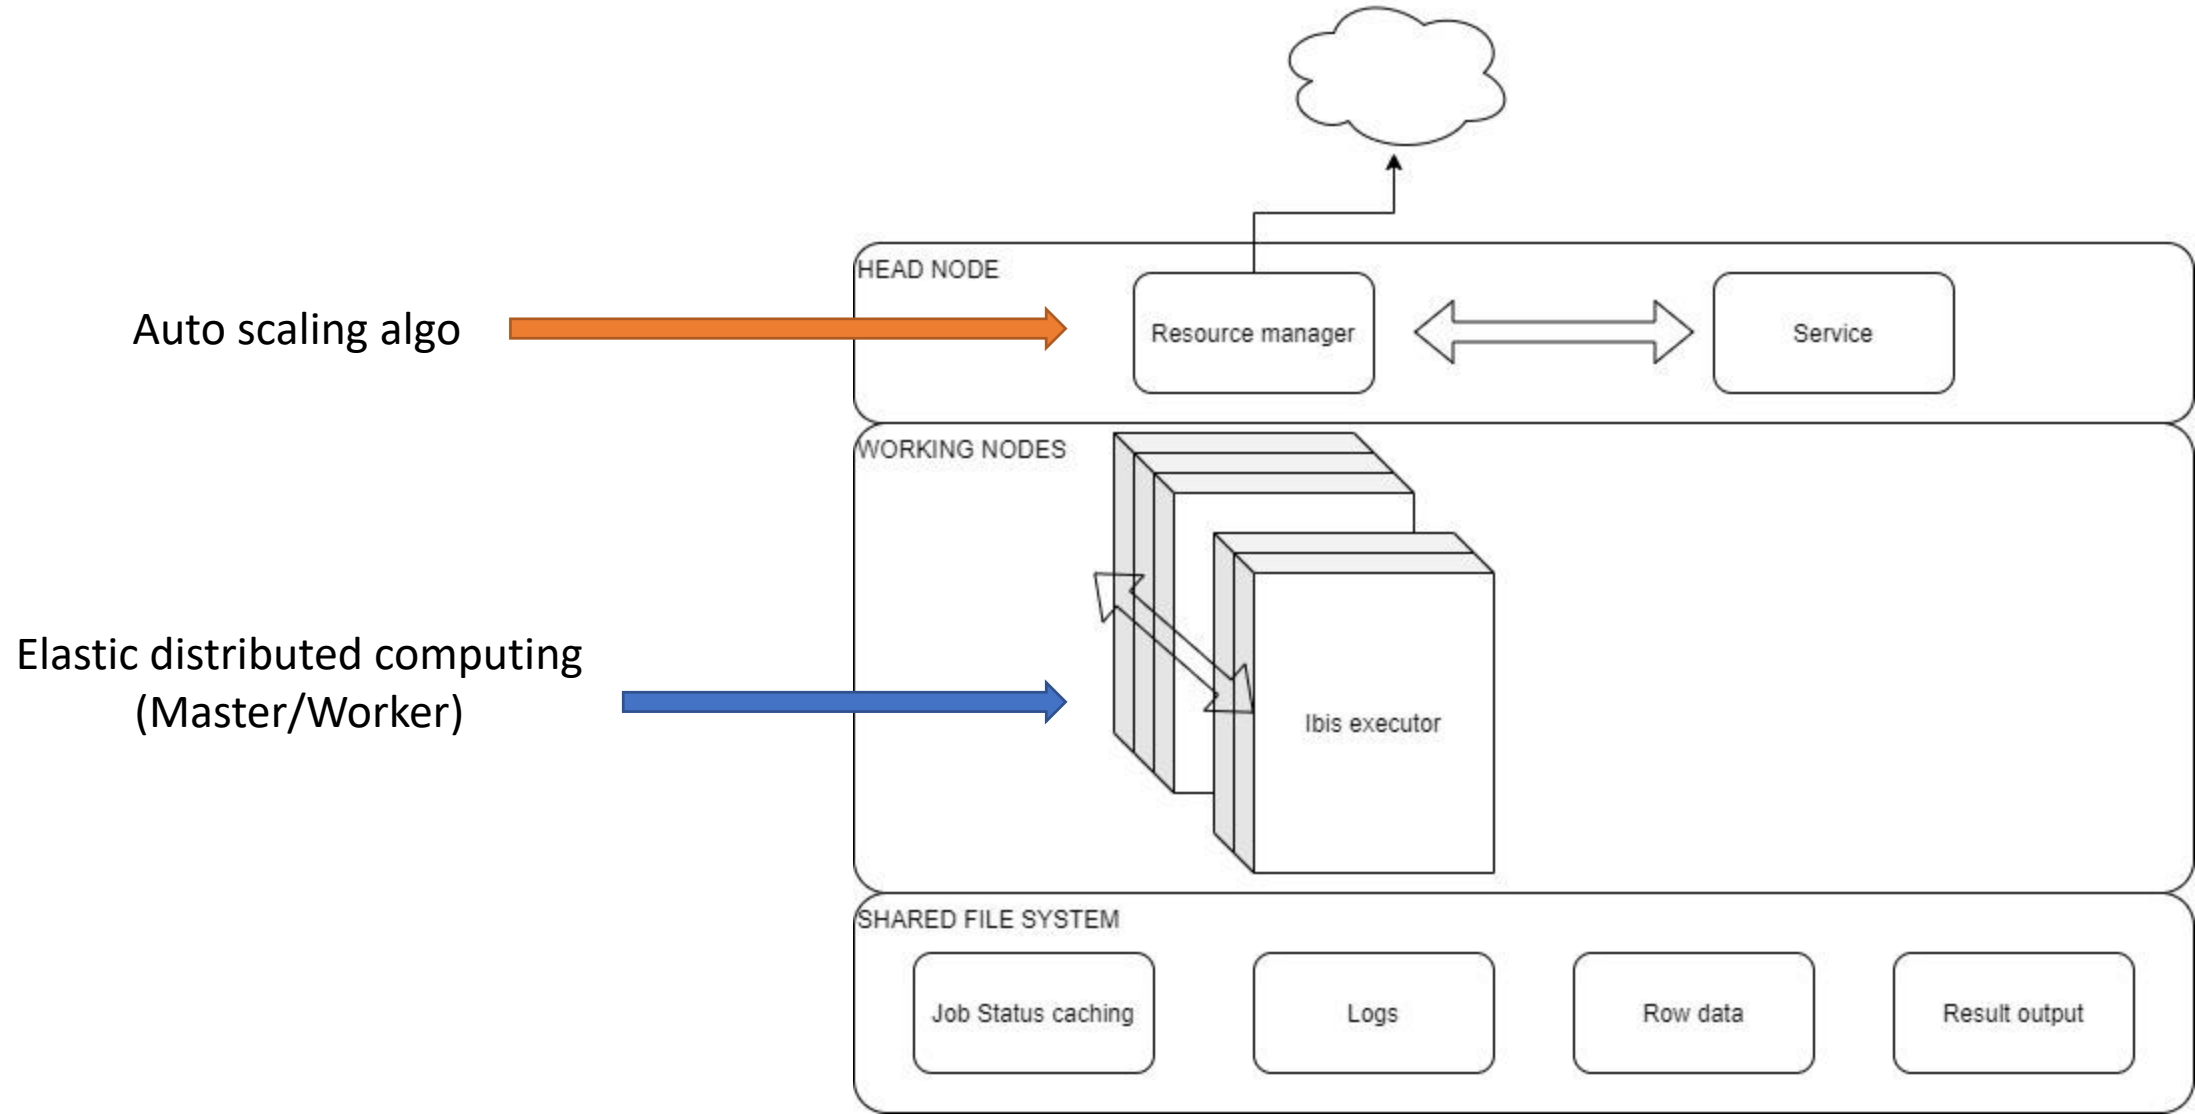 HEAD NODE
Auto scaling algo
Resource manager
Service
WORKING NODES
Elastic distributed computing
(Master/Worker)
Ibis executor
SHARED FILE SYSTEM
Job Status caching
Logs
Row data
Result output